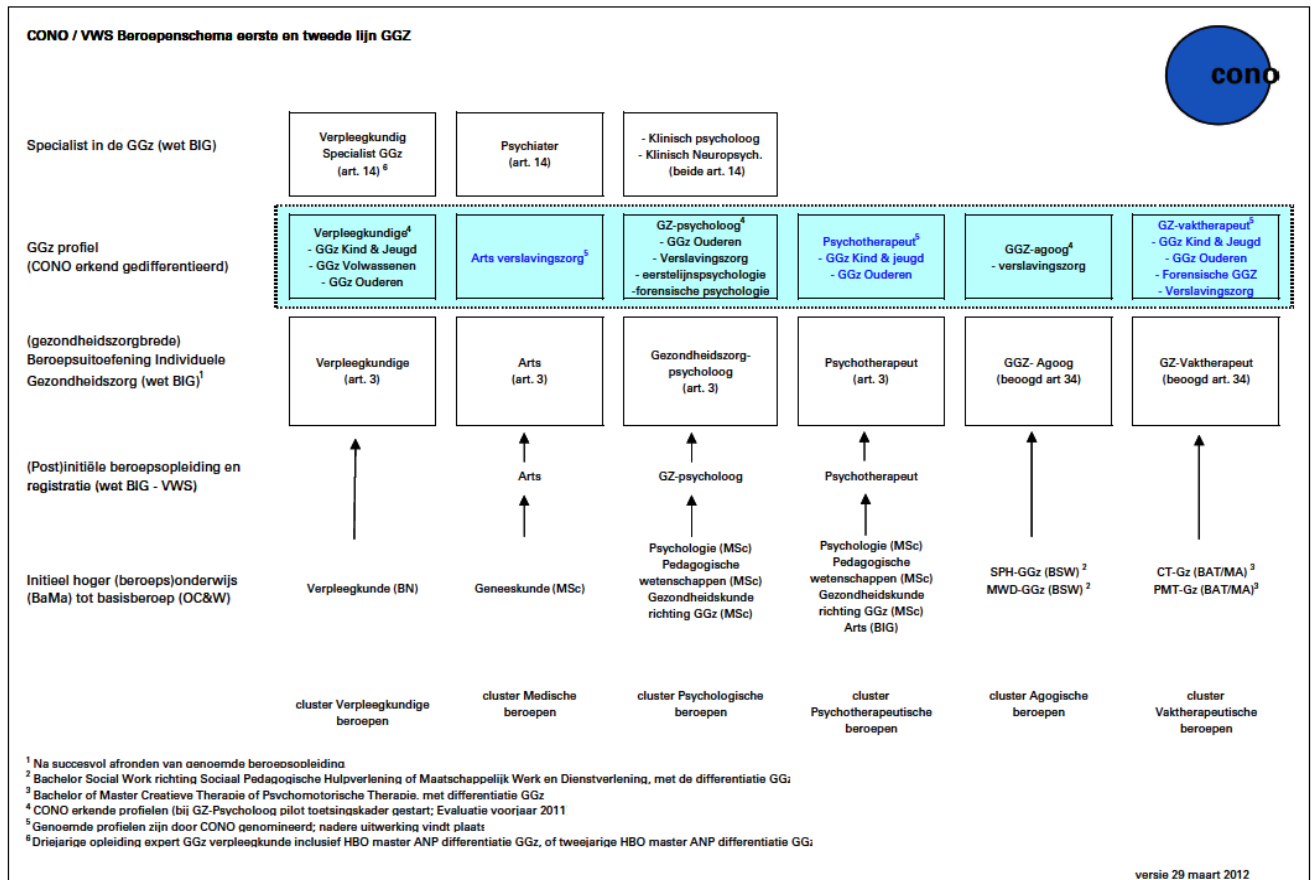 CONO / VWS Beroepenschema eerste en tweede lijn GGZ
cono
Specialist in de GGz (wet BIG)
Verpleegkundig
Specialist GGz
(art. 14) 6
Psychiater
(art. 14)
- Klinisch psycholoog
- Klinisch Neuropsych.
(beide art. 14)
GGz profiel
(CONO erkend gedifferentieerd)
Verpleegkundige4
- GGz Kind & Jeugd
- GGz Volwassenen
- GGz Ouderen
Arts verslavingszorg5
GZ-psycholoog4
- GGz Ouderen
- Verslavingszorg
- eerstelijnspsychologie
-forensische psychologie
Psychotherapeut5
- GGz Kind & jeugd
- GGz Ouderen
GGZ-agoog4
- verslavingszorg
GZ-vaktherapeut5
- GGz Kind & Jeugd
- GGz Ouderen
- Forensische GGZ
- Verslavingzorg
(gezondheidszorgbrede)
Beroepsuitoefening Individuele
Gezondheidszorg (wet BIG)1
Verpleegkundige
(art. 3)
Arts
(art. 3)
Gezondheidszorg-
psycholoog
(art. 3)
Psychotherapeut
(art. 3)
GGZ- Agoog
(beoogd art 34)
GZ-Vaktherapeut
(beoogd art. 34)
(Post)initiële beroepsopleiding en
registratie (wet BIG - VWS)
Arts
GZ-psycholoog
Psychotherapeut
Initieel hoger (beroeps)onderwijs
(BaMa) tot basisberoep (OC&W)
Verpleegkunde (BN)
Geneeskunde (MSc)
Psychologie (MSc)
Pedagogische
wetenschappen (MSc)
Gezondheidskunde
richting GGz (MSc)
Psychologie (MSc)
Pedagogische
wetenschappen (MSc)
Gezondheidskunde
richting GGz (MSc)
Arts (BIG)
SPH-GGz (BSW) 2
MWD-GGz (BSW) 2
CT-Gz (BAT/MA) 3
PMT-Gz (BAT/MA)3
cluster Verpleegkundige
beroepen
cluster Medische
beroepen
cluster Psychologische
beroepen
cluster
Psychotherapeutische
beroepen
cluster Agogische
beroepen
cluster
Vaktherapeutische
beroepen
1 Na succesvol afronden van genoemde beroepsopleiding
2 Bachelor Social Work richting Sociaal Pedagogische Hulpverlening of Maatschappelijk Werk en Dienstverlening, met de differentiatie GGz
3 Bachelor of Master Creatieve Therapie of Psychomotorische Therapie. met differentiatie GGz
4 CONO erkende profielen (bij GZ-Psycholoog pilot toetsingskader gestart; Evaluatie voorjaar 2011
5 Genoemde profielen zijn door CONO genomineerd; nadere uitwerking vindt plaats
6 Driejarige opleiding expert GGz verpleegkunde inclusief HBO master ANP differentiatie GGz, of tweejarige HBO master ANP differentiatie GGz
versie 29 maart 2012